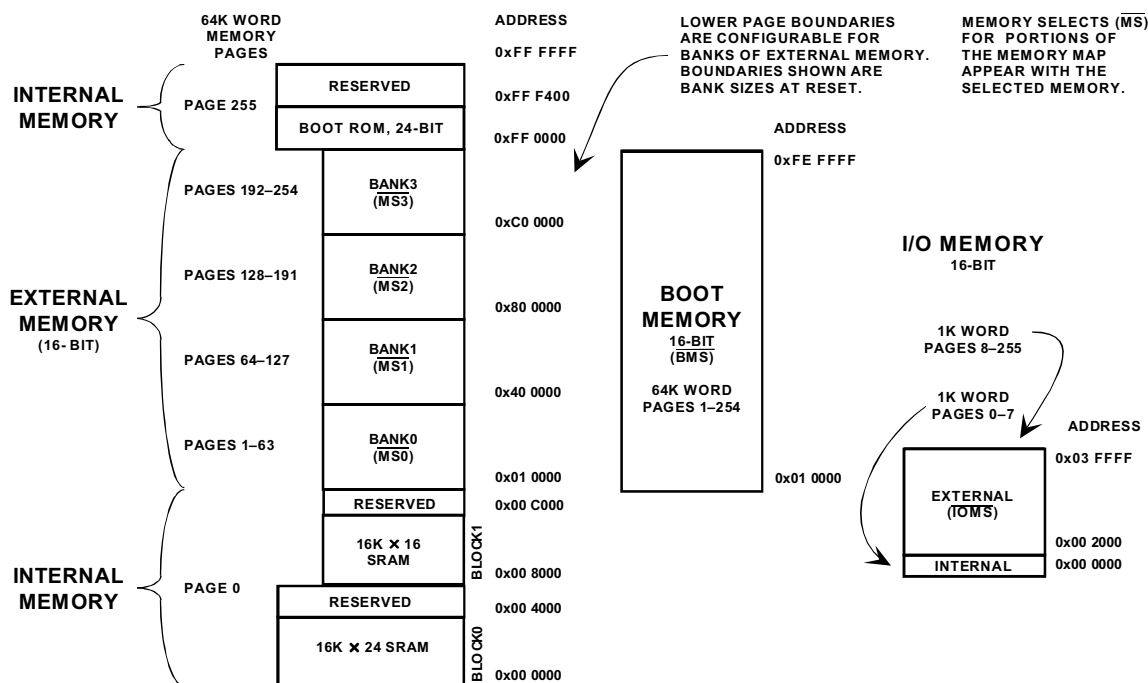 64K WORD
MEMORY
PAGES
ADDRESS
0xFF FFFF
INTERNAL
MEMORY
PAGE 255
RESERVED
0xFF F400
BOOT ROM, 24-BIT
0xFF 0000
LOWER PAGE BOUNDARIES
ARE CONFIGURABLE FOR
BANKS OF EXTERNAL MEMORY.
BOUNDARIES SHOWN ARE
BANK SIZES AT RESET.
MEMORY SELECTS (MS)
FOR PORTIONS OF
THE MEMORY MAP
APPEAR WITH THE
SELECTED MEMORY.
EXTERNAL
MEMORY
(16- BIT)
PAGES 192–254
BANK3
(MS3)
0xC0 0000
PAGES 128–191
BANK2
(MS2)
0x80 0000
PAGES 64–127
BANK1
(MS1)
0x40 0000
PAGES 1–63
BANK0
(MS0)
0x01 0000
INTERNAL
MEMORY
PAGE 0
RESERVED
0x00 C000
16K × 16
SRAM
BLOCK1
0x00 8000
RESERVED
0x00 4000
16K × 24 SRAM
BLOCK0
0x00 0000
ADDRESS
0xFE FFFF
BOOT
MEMORY
16-BIT
(BMS)
64K WORD
PAGES 1–254
0x01 0000
I/O MEMORY
16-BIT
1K WORD
PAGES 8–255
1K WORD
PAGES 0–7
ADDRESS
0x03 FFFF
EXTERNAL
(IOMS)
0x00 2000
INTERNAL
0x00 0000